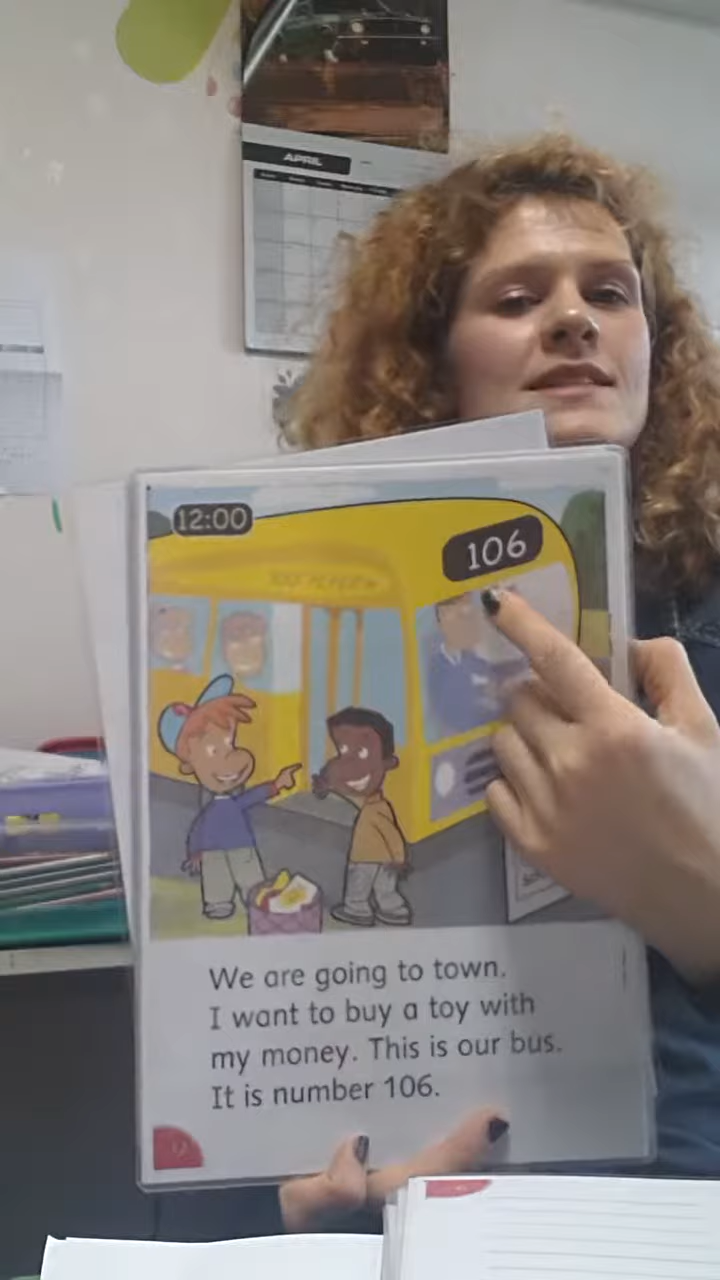 APRIL
12:00
106
We are going to town.
I want to buy a toy with
my money. This is our bus.
It is number 106.